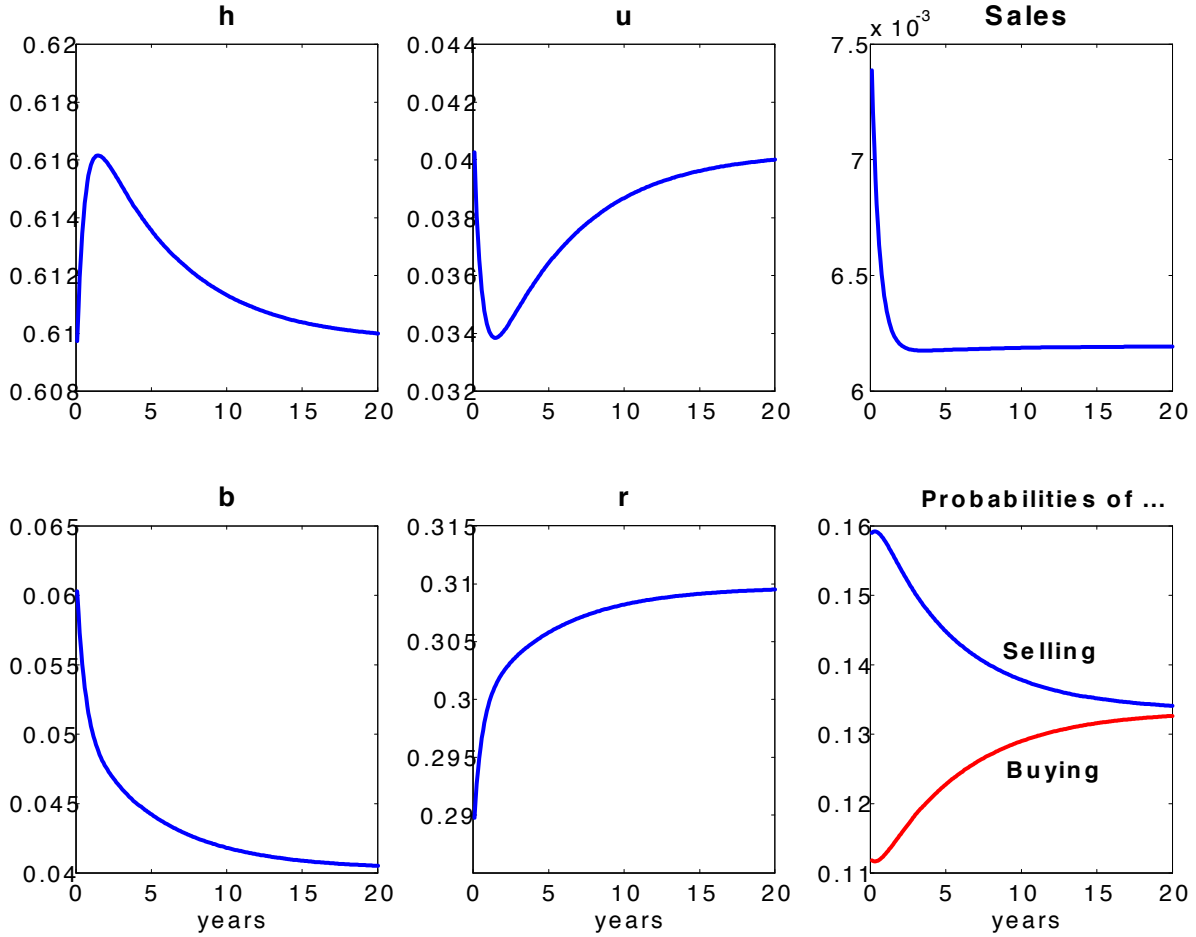 h
0.62
0.618
0.616
0.614
0.612
0.61
0.608
0 5 10 15 20
u
0.044
0.042
0.04
0.038
0.036
0.034
0.032
0 5 10 15 20
Sales
x 10-3
7.5
7
6.5
6
0 5 10 15 20
b
0.065
0.06
0.055
0.05
0.045
0.04
0 5 10 15 20
years
r
0.315
0.31
0.305
0.3
0.295
0.29
0 5 10 15 20
years
Probabilities of ...
0.16
0.15
0.14
0.13
0.12
0.11
Selling
Buying
0 5 10 15 20
years